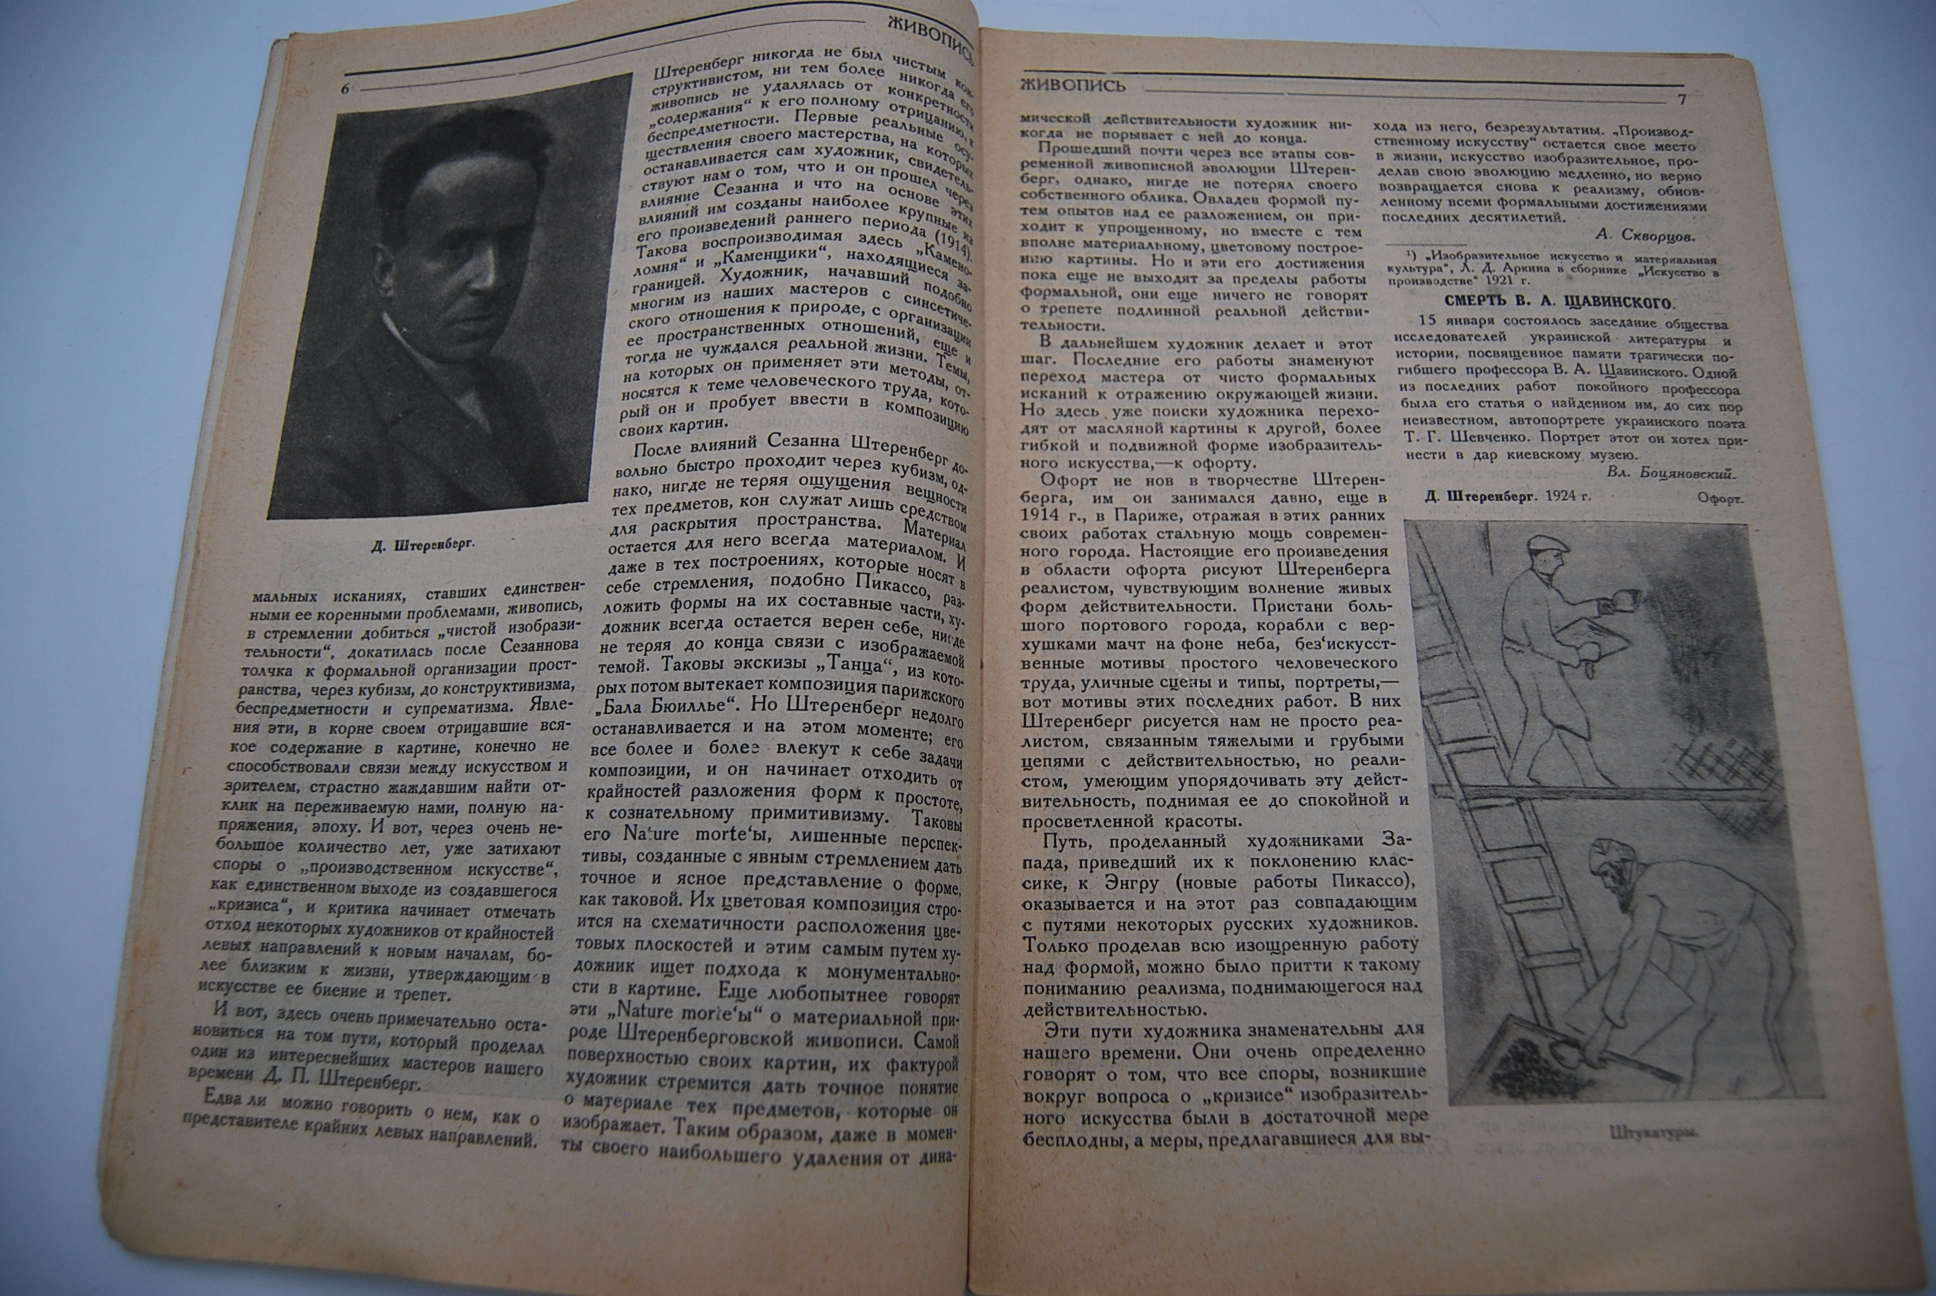 6
ЖИВОПИСЬ
Д. Штеренберг.
мальных исканиях, ставших единствен-
ными ее коренными проблемами, живопись,
в стремлении добиться „чистой изобрази-
тельности“, докатилась после Сезаннова
толчка к формальной организации прост-
ранства, через кубизм, до конструктивизма,
беспредметности и супрематизма. Явле-
ния эти, в корне своем отрицавшие вся-
кое содержание в картине, конечно не
способствовали связи между искусством и
зрителем, страстно жаждавшим найти от-
клик на переживаемую нами, полную на-
пряжения, эпоху. И вот, через очень не-
большое количество лет, уже затихают
споры о „производственном искусстве“,
как единственном выходе из создавшегося
„кризиса“, и критика начинает отмечать
отход некоторых художников от крайностей
левых направлений к новым началам, бо-
лее близким к жизни, утверждающим в
искусстве ее биение и трепет.
И вот, здесь очень примечательно оста-
новиться на том пути, который проделал
один из интереснейших мастеров нашего
времени Д. П. Штеренберг.
Едва ли можно говорить о нем, как о
представителе крайних левых направлений.
Штеренберг никогда не был чистым кон-
структивистом, ни тем более никогда его
живопись не удалялась от конкретности
„содержания“ к его полному отрицанию, к
беспредметности. Первые реальные осу-
ществления своего мастерства, на которых
останавливается сам художник, свидетель-
ствуют нам о том, что и он прошел через
влияние Сезанна и что на основе этих
влияний им созданы наиболее крупные из
его произведений раннего периода (1914).
Такова воспроизводимая здесь „Камено-
ломня“ и „Каменщики“, находящиеся за-
границей. Художник, начавший подобно
многим из наших мастеров с синсетиче-
ского отношения к природе, с организации
ее пространственных отношений, еще и
тогда не чуждался реальной жизни. Темы,
на которых он применяет эти методы, от-
носятся к теме человеческого труда, кото-
рый он и пробует ввести в композицию
своих картин.
После влияний Сезанна Штеренберг до-
вольно быстро проходит через кубизм, од-
нако, нигде не теряя ощущения вещности
тех предметов, кои служат лишь средством
для раскрытия пространства. Материал
остается для него всегда материалом. И
даже в тех построениях, которые носят в
себе стремления, подобно Пикассо, раз-
ложить формы на их составные части, ху-
дожник всегда остается верен себе, нигде
не теряя до конца связи с изображаемой
темой. Таковы экскизы „Танца“, из кото-
рых потом вытекает композиция парижского
„Бала Бюиллье“. Но Штеренберг недолго
останавливается и на этом моменте; его
все более и более влекут к себе задачи
композиции, и он начинает отходить от
крайностей разложения форм к простоте,
к сознательному примитивизму. Таковы
его Nature morte‘ы, лишенные перспек-
тивы, созданные с явным стремлением дать
точное и ясное представление о форме,
как таковой. Их цветовая композиция стро-
ится на схематичности расположения цве-
товых плоскостей и этим самым путем ху-
дожник ищет подхода к монументально-
сти в картине. Еще любопытнее говорят
эти „Nature morte‘ы“ о материальной при-
роде Штеренберговской живописи. Самой
поверхностью своих картин, их фактурой
художник стремится дать точное понятие
о материале тех предметов, которые он
изображает. Таким образом, даже в момен-
ты своего наибольшего удаления от дина-
ЖИВОПИСЬ
7
мической действительности художник ни-
когда не порывает с ней до конца.
Прошедший почти через все этапы сов-
ременной живописной эволюции Штерен-
берг, однако, нигде не потерял своего
собственного облика. Овладев формой пу-
тем опытов над ее разложением, он при-
ходит к упрощенному, но вместе с тем
вполне материальному, цветовому построе-
нию картины. Но и эти его достижения
пока еще не выходят за пределы работы
формальной, они еще ничего не говорят
о трепете подлинной реальной действи-
тельности.
В дальнейшем художник делает и этот
шаг. Последние его работы знаменуют
переход мастера от чисто формальных
исканий к отражению окружающей жизни.
Но здесь уже поиски художника перехо-
дят от масляной картины к другой, более
гибкой и подвижной форме изобразитель-
ного искусства,—к офорту.
Офорт не нов в творчестве Штерен-
берга, им он занимался давно, еще в
1914 г., в Париже, отражая в этих ранних
своих работах стальную мощь современ-
ного города. Настоящие его произведения
в области офорта рисуют Штеренберга
реалистом, чувствующим волнение живых
форм действительности. Пристани боль-
шого портового города, корабли с вер-
хушками мачт на фоне неба, без‘искусст-
венные мотивы простого человеческого
труда, уличные сцены и типы, портреты,—
вот мотивы этих последних работ. В них
Штеренберг рисуется нам не просто реа-
листом, связанным тяжелыми и грубыми
цепями с действительностью, но реали-
стом, умеющим упорядочивать эту дейст-
вительность, поднимая ее до спокойной и
просветленной красоты.
Путь, проделанный художниками За-
пада, приведший их к поклонению клас-
сике, к Энгру (новые работы Пикассо),
оказывается и на этот раз совпадающим
с путями некоторых русских художников.
Только проделав всю изощренную работу
над формой, можно было притти к такому
пониманию реализма, поднимающегося над
действительностью.
Эти пути художника знаменательны для
нашего времени. Они очень определенно
говорят о том, что все споры, возникшие
вокруг вопроса о „кризисе“ изобразитель-
ного искусства были в достаточной мере
бесплодны, а меры, предлагавшиеся для вы-
хода из него, безрезультатны. „Производ-
ственному искусству“ остается свое место
в жизни, искусство изобразительное, про-
делав свою эволюцию медленно, но верно
возвращается снова к реализму, обнов-
ленному всеми формальными достижениями
последних десятилетий.
А. Скворцов.
¹) „Изобразительное искусство и материальная
культура“, Л. Д. Аркина в сборнике „Искусство в
производстве“ 1921 г.
СМЕРТЬ В. А. ЩАВИНСКОГО.
15 января состоялось заседание общества
исследователей украинской литературы и
истории, посвященное памяти трагически по-
гибшего профессора В. А. Щавинского. Одной
из последних работ покойного профессора
была его статья о найденном им, до сих пор
неизвестном, автопортрете украинского поэта
Т. Г. Шевченко. Портрет этот он хотел при-
нести в дар киевскому музею.
Вл. Боцяновский.
Д. Штеренберг. 1924 г. Офорт.
Штукатуры.